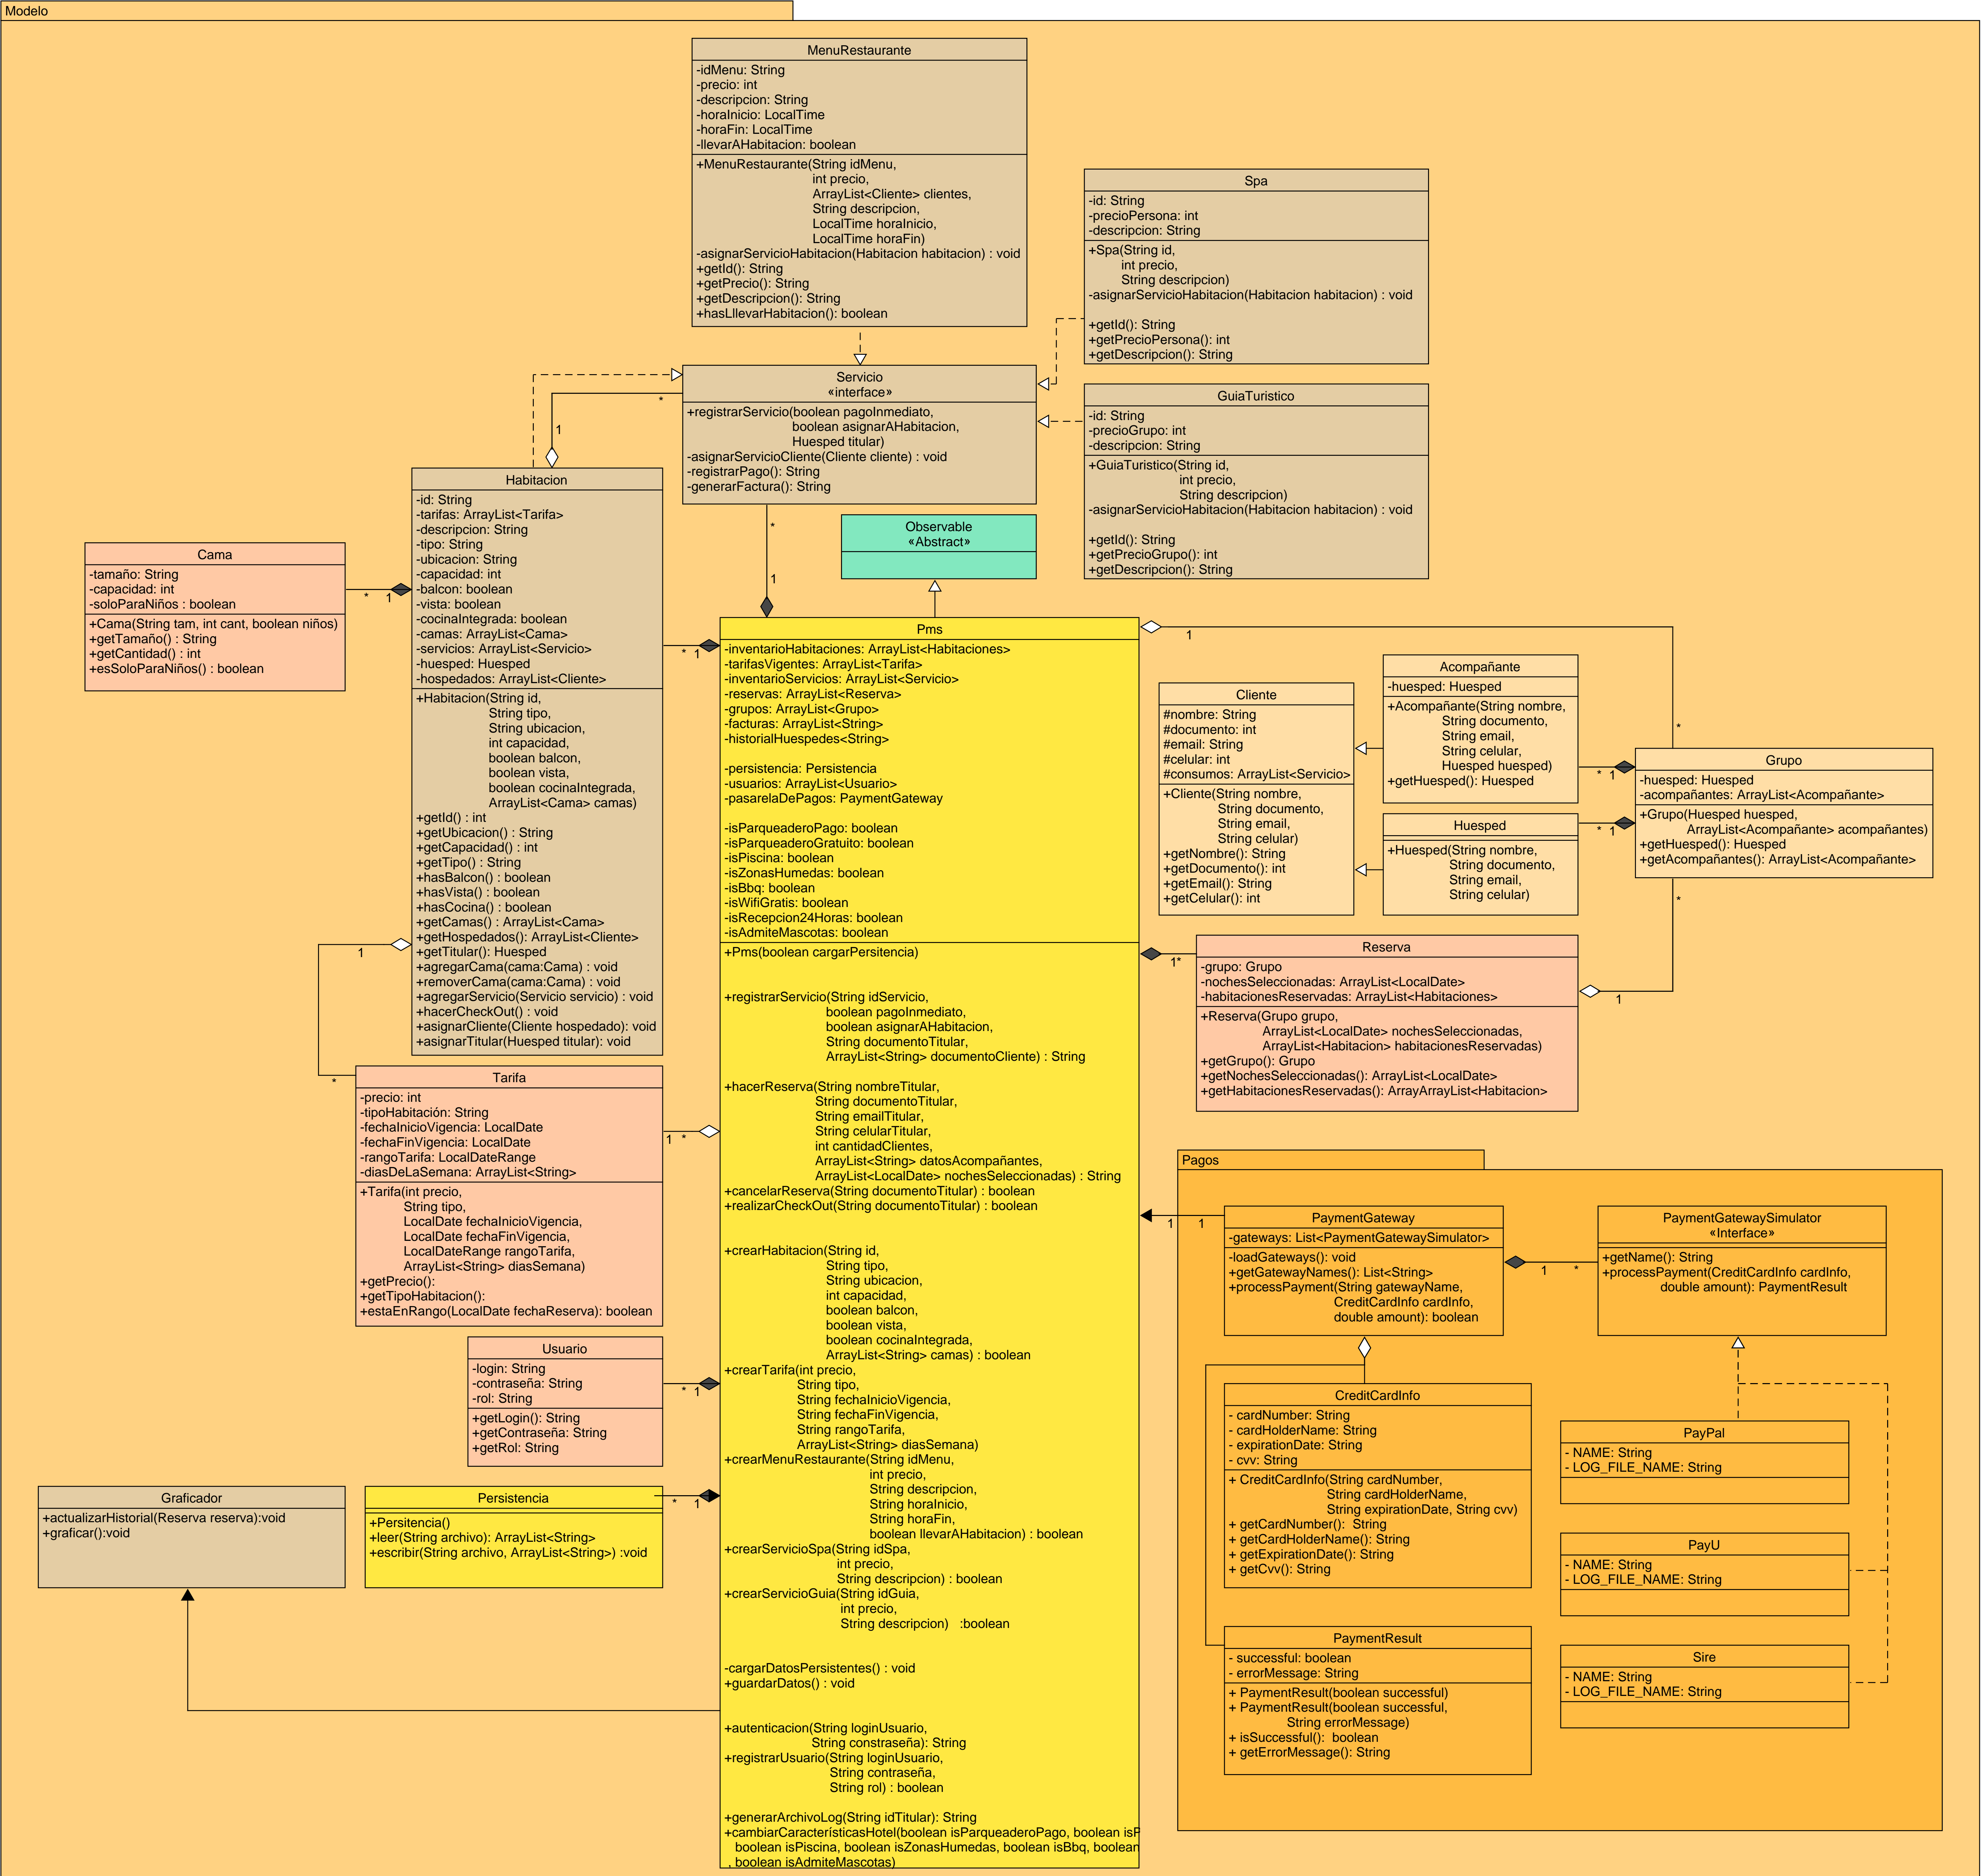 Modelo
MenuRestaurante
-idMenu: String
-precio: int
-descripcion: String
-horaInicio: LocalTime
-horaFin: LocalTime
-llevarAHabitacion: boolean
+MenuRestaurante(String idMenu,
int precio,
ArrayList<Cliente> clientes,
String descripcion,
LocalTime horaInicio,
LocalTime horaFin)
-asignarServicioHabitacion(Habitacion habitacion) : void
+getId(): String
+getPrecio(): String
+getDescripcion(): String
+hasLllevarHabitacion(): boolean
Spa
-id: String
-precioPersona: int
-descripcion: String
+Spa(String id,
int precio,
String descripcion)
-asignarServicioHabitacion(Habitacion habitacion) : void
+getId(): String
+getPrecioPersona(): int
+getDescripcion(): String
Servicio
«interface»
+registrarServicio(boolean pagoInmediato,
boolean asignarAHabitacion,
Huesped titular)
-asignarServicioCliente(Cliente cliente) : void
-registrarPago(): String
-generarFactura(): String
*
1
*
1
GuiaTuristico
-id: String
-precioGrupo: int
-descripcion: String
+GuiaTuristico(String id,
int precio,
String descripcion)
-asignarServicioHabitacion(Habitacion habitacion) : void
+getId(): String
+getPrecioGrupo(): int
+getDescripcion(): String
Observable
«Abstract»
Habitacion
-id: String
-tarifas: ArrayList<Tarifa>
-descripcion: String
-tipo: String
-ubicacion: String
-capacidad: int
-balcon: boolean
-vista: boolean
-cocinaIntegrada: boolean
-camas: ArrayList<Cama>
-servicios: ArrayList<Servicio>
-huesped: Huesped
-hospedados: ArrayList<Cliente>
+Habitacion(String id,
String tipo,
String ubicacion,
int capacidad,
boolean balcon,
boolean vista,
boolean cocinaIntegrada,
ArrayList<Cama> camas)
+getId() : int
+getUbicacion() : String
+getCapacidad() : int
+getTipo() : String
+hasBalcon() : boolean
+hasVista() : boolean
+hasCocina() : boolean
+getCamas() : ArrayList<Cama>
+getHospedados(): ArrayList<Cliente>
+getTitular(): Huesped
+agregarCama(cama:Cama) : void
+removerCama(cama:Cama) : void
+agregarServicio(Servicio servicio) : void
+hacerCheckOut() : void
+asignarCliente(Cliente hospedado): void
+asignarTitular(Huesped titular): void
Cama
-tamaño: String
-capacidad: int
-soloParaNiños : boolean
+Cama(String tam, int cant, boolean niños)
+getTamaño() : String
+getCantidad() : int
+esSoloParaNiños() : boolean
* 1
* 1
1
*
Pms
-inventarioHabitaciones: ArrayList<Habitaciones>
-tarifasVigentes: ArrayList<Tarifa>
-inventarioServicios: ArrayList<Servicio>
-reservas: ArrayList<Reserva>
-grupos: ArrayList<Grupo>
-facturas: ArrayList<String>
-historialHuespedes<String>
-persistencia: Persistencia
-usuarios: ArrayList<Usuario>
-pasarelaDePagos: PaymentGateway
-isParqueaderoPago: boolean
-isParqueaderoGratuito: boolean
-isPiscina: boolean
-isZonasHumedas: boolean
-isBbq: boolean
-isWifiGratis: boolean
-isRecepcion24Horas: boolean
-isAdmiteMascotas: boolean
+Pms(boolean cargarPersitencia)
+registrarServicio(String idServicio,
boolean pagoInmediato,
boolean asignarAHabitacion,
String documentoTitular,
ArrayList<String> documentoCliente) : String
+hacerReserva(String nombreTitular,
String documentoTitular,
String emailTitular,
String celularTitular,
int cantidadClientes,
ArrayList<String> datosAcompañantes,
ArrayList<LocalDate> nochesSeleccionadas) : String
+cancelarReserva(String documentoTitular) : boolean
+realizarCheckOut(String documentoTitular) : boolean
+crearHabitacion(String id,
String tipo,
String ubicacion,
int capacidad,
boolean balcon,
boolean vista,
boolean cocinaIntegrada,
ArrayList<String> camas) : boolean
+crearTarifa(int precio,
String tipo,
String fechaInicioVigencia,
String fechaFinVigencia,
String rangoTarifa,
ArrayList<String> diasSemana)
+crearMenuRestaurante(String idMenu,
int precio,
String descripcion,
String horaInicio,
String horaFin,
boolean llevarAHabitacion) : boolean
+crearServicioSpa(String idSpa,
int precio,
String descripcion) : boolean
+crearServicioGuia(String idGuia,
int precio,
String descripcion) :boolean
-cargarDatosPersistentes() : void
+guardarDatos() : void
+autenticacion(String loginUsuario,
String constraseña): String
+registrarUsuario(String loginUsuario,
String contraseña,
String rol) : boolean
+generarArchivoLog(String idTitular): String
+cambiarCaracterísticasHotel(boolean isParqueaderoPago, boolean isP
boolean isPiscina, boolean isZonasHumedas, boolean isBbq, boolean
, boolean isAdmiteMascotas)
1
*
Cliente
#nombre: String
#documento: int
#email: String
#celular: int
#consumos: ArrayList<Servicio>
+Cliente(String nombre,
String documento,
String email,
String celular)
+getNombre(): String
+getDocumento(): int
+getEmail(): String
+getCelular(): int
Acompañante
-huesped: Huesped
+Acompañante(String nombre,
String documento,
String email,
String celular,
Huesped huesped)
+getHuesped(): Huesped
* 1
Huesped
+Huesped(String nombre,
String documento,
String email,
String celular)
* 1
Grupo
-huesped: Huesped
-acompañantes: ArrayList<Acompañante>
+Grupo(Huesped huesped,
ArrayList<Acompañante> acompañantes)
+getHuesped(): Huesped
+getAcompañantes(): ArrayList<Acompañante>
*
1
1*
Reserva
-grupo: Grupo
-nochesSeleccionadas: ArrayList<LocalDate>
-habitacionesReservadas: ArrayList<Habitaciones>
+Reserva(Grupo grupo,
ArrayList<LocalDate> nochesSeleccionadas,
ArrayList<Habitacion> habitacionesReservadas)
+getGrupo(): Grupo
+getNochesSeleccionadas(): ArrayList<LocalDate>
+getHabitacionesReservadas(): ArrayArrayList<Habitacion>
Tarifa
-precio: int
-tipoHabitación: String
-fechaInicioVigencia: LocalDate
-fechaFinVigencia: LocalDate
-rangoTarifa: LocalDateRange
-diasDeLaSemana: ArrayList<String>
+Tarifa(int precio,
String tipo,
LocalDate fechaInicioVigencia,
LocalDate fechaFinVigencia,
LocalDateRange rangoTarifa,
ArrayList<String> diasSemana)
+getPrecio():
+getTipoHabitacion():
+estaEnRango(LocalDate fechaReserva): boolean
1 *
Usuario
-login: String
-contraseña: String
-rol: String
+getLogin(): String
+getContraseña(): String
+getRol: String
* 1
Graficador
+actualizarHistorial(Reserva reserva):void
+graficar():void
Persistencia
+Persitencia()
+leer(String archivo): ArrayList<String>
+escribir(String archivo, ArrayList<String>) :void
* 1
Pagos
1 1
PaymentGateway
-gateways: List<PaymentGatewaySimulator>
-loadGateways(): void
+getGatewayNames(): List<String>
+processPayment(String gatewayName,
CreditCardInfo cardInfo,
double amount): boolean
1 *
PaymentGatewaySimulator
«Interface»
+getName(): String
+processPayment(CreditCardInfo cardInfo,
double amount): PaymentResult
CreditCardInfo
- cardNumber: String
- cardHolderName: String
- expirationDate: String
- cvv: String
+ CreditCardInfo(String cardNumber,
String cardHolderName,
String expirationDate, String cvv)
+ getCardNumber(): String
+ getCardHolderName(): String
+ getExpirationDate(): String
+ getCvv(): String
PayPal
- NAME: String
- LOG_FILE_NAME: String
PayU
- NAME: String
- LOG_FILE_NAME: String
PaymentResult
- successful: boolean
- errorMessage: String
+ PaymentResult(boolean successful)
+ PaymentResult(boolean successful,
String errorMessage)
+ isSuccessful(): boolean
+ getErrorMessage(): String
Sire
- NAME: String
- LOG_FILE_NAME: String